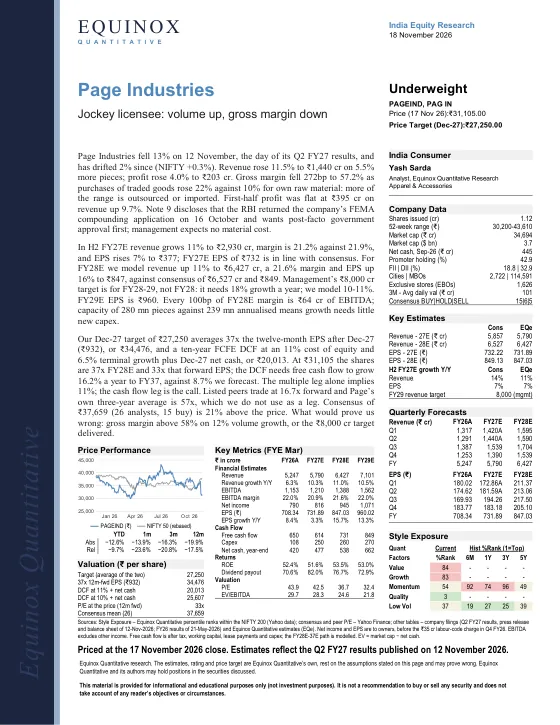 EQUINOX
QUANTITATIVE
India Equity Research
18 November 2026
Page Industries
Jockey licensee: volume up, gross margin down
Underweight
PAGEIND, PAG IN
Price (17 Nov 26):₹31,105.00
Price Target (Dec-27):₹27,250.00
Page Industries fell 13% on 12 November, the day of its Q2 FY27 results, and
has drifted 2% since (NIFTY +0.3%). Revenue rose 11.5% to ₹1,440 cr on 5.5%
more pieces; profit rose 4.0% to ₹203 cr. Gross margin fell 272bp to 57.2% as
purchases of traded goods rose 22% against 10% for own raw material: more of
the range is outsourced or imported. First-half profit was flat at ₹395 cr on
revenue up 9.7%. Note 9 discloses that the RBI returned the company's FEMA
compounding application on 16 October and wants post-facto government
approval first; management expects no material cost.
In H2 FY27E revenue grows 11% to ₹2,930 cr, margin is 21.2% against 21.9%,
and EPS rises 7% to ₹377; FY27E EPS of ₹732 is in line with consensus. For
FY28E we model revenue up 11% to ₹6,427 cr, a 21.6% margin and EPS up
16% to ₹847, against consensus of ₹6,527 cr and ₹849. Management's ₹8,000 cr
target is for FY28-29, not FY28: it needs 18% growth a year; we model 10-11%.
FY29E EPS is ₹960. Every 100bp of FY28E margin is ₹64 cr of EBITDA;
capacity of 280 mn pieces against 239 mn annualised means growth needs little
new capex.
Our Dec-27 target of ₹27,250 averages 37x the twelve-month EPS after Dec-27
(₹932), or ₹34,476, and a ten-year FCFE DCF at an 11% cost of equity and
6.5% terminal growth plus Dec-27 net cash, or ₹20,013. At ₹31,105 the shares
are 37x FY28E and 33x that forward EPS; the DCF needs free cash flow to grow
16.2% a year to FY37, against 8.7% we forecast. The multiple leg alone implies
11%; the cash flow leg is the call. Listed peers trade at 16.7x forward and Page's
own three-year average is 57x, which we do not use as a leg. Consensus of
₹37,659 (26 analysts, 15 buy) is 21% above the price. What would prove us
wrong: gross margin above 58% in 12% volume growth, or the ₹8,000 cr target
delivered.
India Consumer
Yash Sarda
Analyst, Equinox Quantitative Research
Apparel & Accessories
Company Data
Shares issued (cr) 1.12
52-week range (₹) 30,200-43,610
Market cap (₹ cr) 34,694
Market cap ($ bn) 3.7
Net cash, Sep-26 (₹ cr) 445
Promoter holding (%) 42.9
FII | DII (%) 18.8 | 32.9
Cities | MBOs 2,722 | 114,591
Exclusive stores (EBOs) 1,626
3M - Avg daily val (₹ cr) 101
Consensus BUY|HOLD|SELL 15|6|5
Key Estimates
Cons EQe
Revenue - 27E (₹ cr) 5,857 5,790
Revenue - 28E (₹ cr) 6,527 6,427
EPS - 27E (₹) 732.22 731.89
EPS - 28E (₹) 849.13 847.03
H2 FY27E growth Y/Y Cons EQe
Revenue 14% 11%
EPS 7% 7%
FY29 revenue target 8,000 (mgmt)
Quarterly Forecasts
Revenue (₹ cr) FY26A FY27E FY28E
Q1 1,317 1,420A 1,595
Q2 1,291 1,440A 1,590
Q3 1,387 1,539 1,704
Q4 1,253 1,390 1,539
FY 5,247 5,790 6,427
EPS (₹) FY26A FY27E FY28E
Q1 180.02 172.86A 211.37
Q2 174.62 181.59A 213.06
Q3 169.93 194.26 217.50
Q4 183.77 183.18 205.10
FY 708.34 731.89 847.03
Style Exposure
Quant Current Hist %Rank (1=Top)
Factors %Rank 6M 1Y 3Y 5Y
Value 84 - - - -
Growth 83 - - - -
Momentum 54 92 74 96 49
Quality 3 - - - -
Low Vol 37 19 27 25 39
Price Performance
45,000
40,000
35,000
30,000
25,000
Jan 26 Apr 26 Jul 26 Oct 26
PAGEIND (₹) NIFTY 50 (rebased)
YTD 1m 3m 12m
Abs −12.6% −13.9% −16.3% −19.9%
Rel −9.7% −23.6% −20.8% −17.5%
Valuation (₹ per share)
Target (average of the two) 27,250
37x 12m-fwd EPS (₹932) 34,476
DCF at 11% + net cash 20,013
DCF at 10% + net cash 25,607
P/E at the price (12m fwd) 33x
Consensus mean (26) 37,659
Key Metrics (FYE Mar)
₹ in crore FY26A FY27E FY28E FY29E
Financial Estimates
Revenue 5,247 5,790 6,427 7,101
Revenue growth Y/Y 6.3% 10.3% 11.0% 10.5%
EBITDA 1,153 1,210 1,388 1,562
EBITDA margin 22.0% 20.9% 21.6% 22.0%
Net income 790 816 945 1,071
EPS (₹) 708.34 731.89 847.03 960.02
EPS growth Y/Y 8.4% 3.3% 15.7% 13.3%
Cash Flow
Free cash flow 650 614 731 849
Capex 108 250 260 270
Net cash, year-end 420 477 538 662
Returns
ROE 52.4% 51.6% 53.5% 53.0%
Dividend payout 70.6% 82.0% 76.7% 72.9%
Valuation
P/E 43.9 42.5 36.7 32.4
EV/EBITDA 29.7 28.3 24.6 21.8
Equinox Quantitative
Priced at the 17 November 2026 close. Estimates reflect the Q2 FY27 results published on 12 November 2026.
Equinox Quantitative research. The estimates, rating and price target are Equinox Quantitative's own, rest on the assumptions stated on this page and may prove wrong. Equinox
Quantitative and its authors may hold positions in the securities discussed.
This material is provided for informational and educational purposes only (not investment purposes). It is not a recommendation to buy or sell any security and does not
take account of any reader's objectives or circumstances.